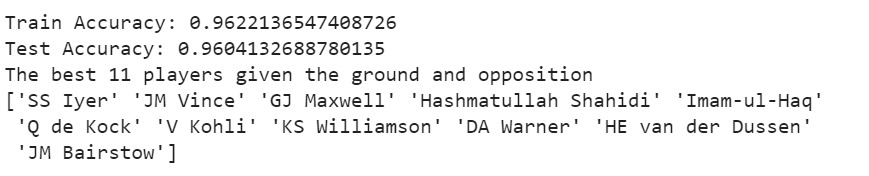 Train Accuracy: 0.9622136547408726
Test Accuracy: 0.9604132688780135
The best 11 players given the ground and opposition
['SS Iyer' 'JM Vince' 'GJ Maxwell' 'Hashmatullah Shahidi' 'Imam-ul-Haq'
 'Q de Kock' 'V Kohli' 'KS Williamson' 'DA Warner' 'HE van der Dussen'
 'JM Bairstow']